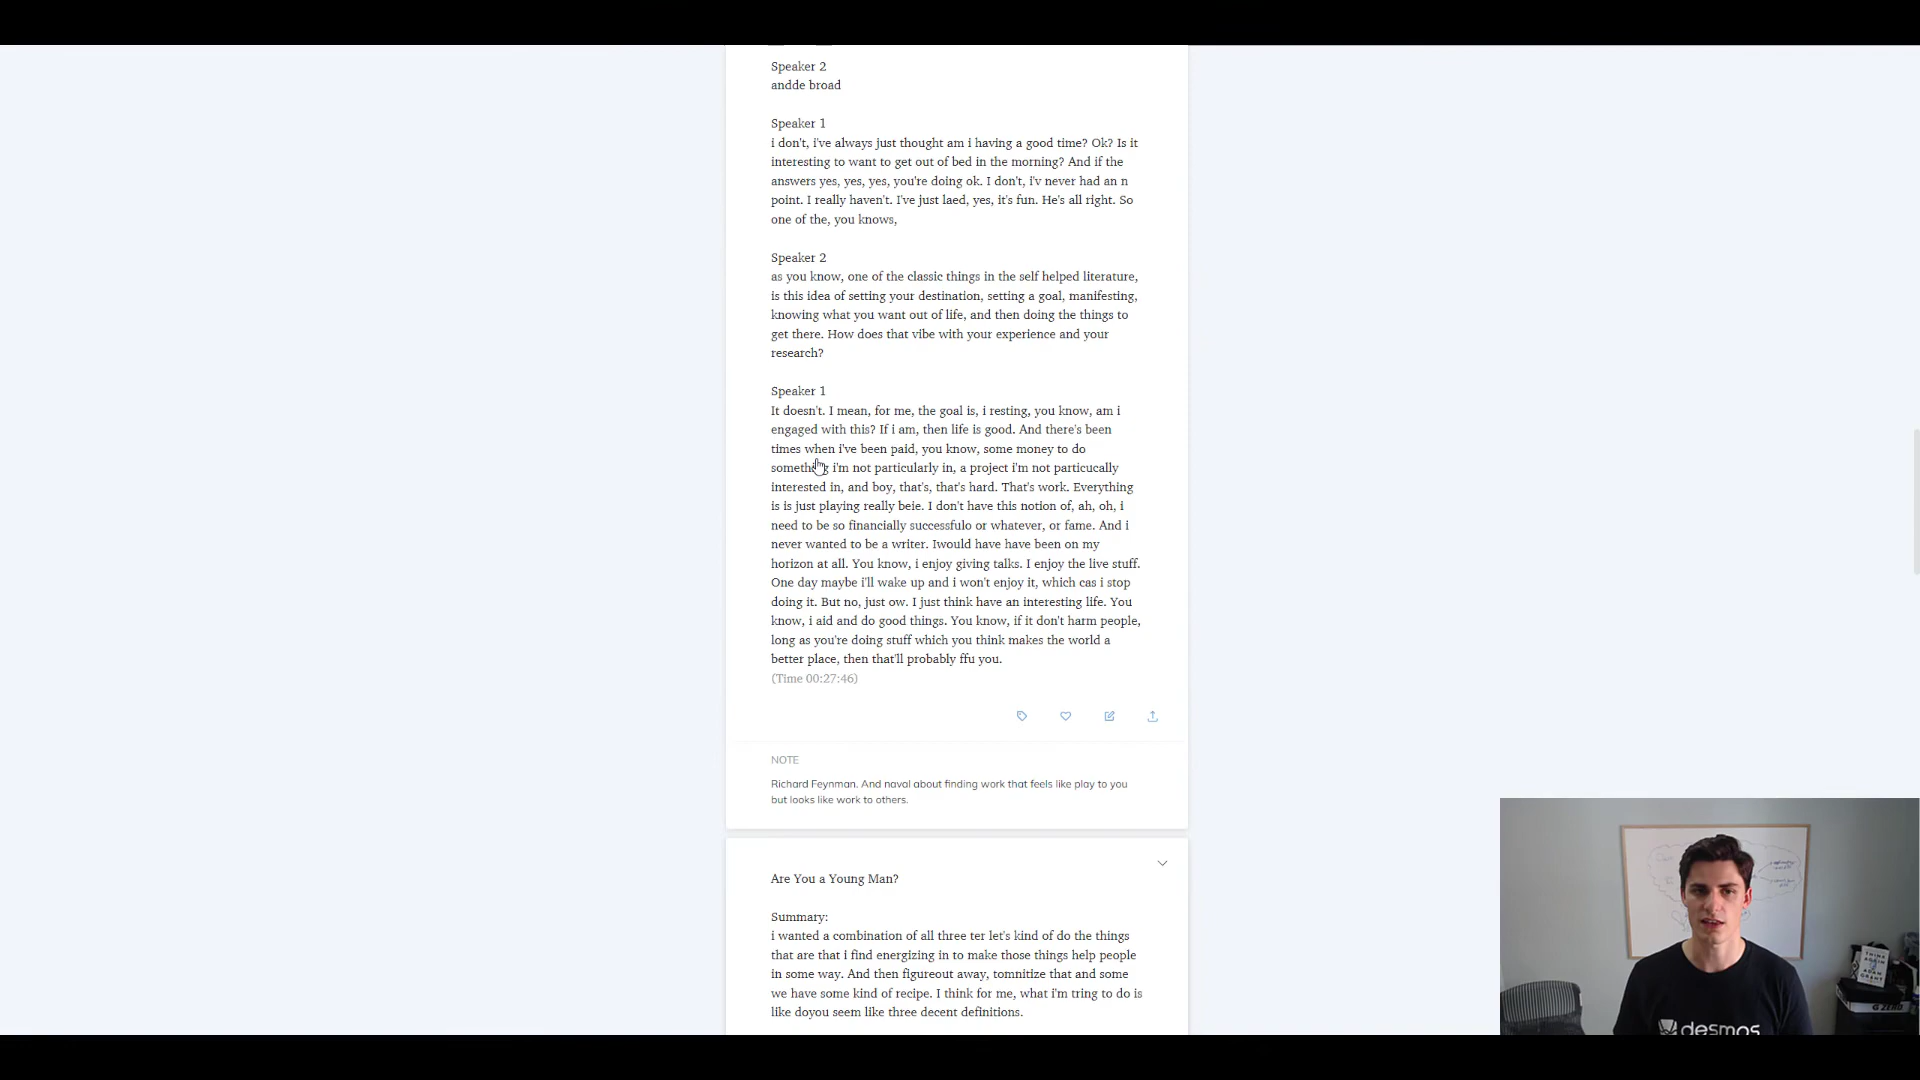 Speaker 2
andde broad
Speaker 1
i don't, i've always just thought am i having a good time? Ok? Is it
interesting to want to get out of bed in the morning? And if the
answers yes, yes, yes, you're doing ok. I don't, i'v never had an n
point. I really haven't. I've just laed, yes, it's fun. He's all right. So
one of the, you knows,
Speaker 2
as you know, one of the classic things in the self helped literature,
is this idea of setting your destination, setting a goal, manifesting,
knowing what you want out of life, and then doing the things to
get there. How does that vibe with your experience and your
research?
Speaker 1
It doesn't. I mean, for me, the goal is, i resting, you know, am i
engaged with this? If i am, then life is good. And there's been
times when i've been paid, you know, some money to do
something i'm not particularly in, a project i'm not particucally
interested in, and boy, that's, that's hard. That's work. Everything
is is just playing really beie. I don't have this notion of, ah, oh, i
need to be so financially successfulo or whatever, or fame. And i
never wanted to be a writer. Iwould have have been on my
horizon at all. You know, i enjoy giving talks. I enjoy the live stuff.
One day maybe i'll wake up and i won't enjoy it, which cas i stop
doing it. But no, just ow. I just think have an interesting life. You
know, i aid and do good things. You know, if it don't harm people,
long as you're doing stuff which you think makes the world a
better place, then that'll probably ffu you.
(Time 00:27:46)
NOTE
Richard Feynman. And naval about finding work that feels like play to you
but looks like work to others.
Are You a Young Man?
Summary:
i wanted a combination of all three ter let's kind of do the things
that are that i find energizing in to make those things help people
in some way. And then figureout away, tomnitize that and some
we have some kind of recipe. I think for me, what i'm tring to do is
like doyou seem like three decent definitions.
THINK
AGAIN
ADAM
GRANT
desmos